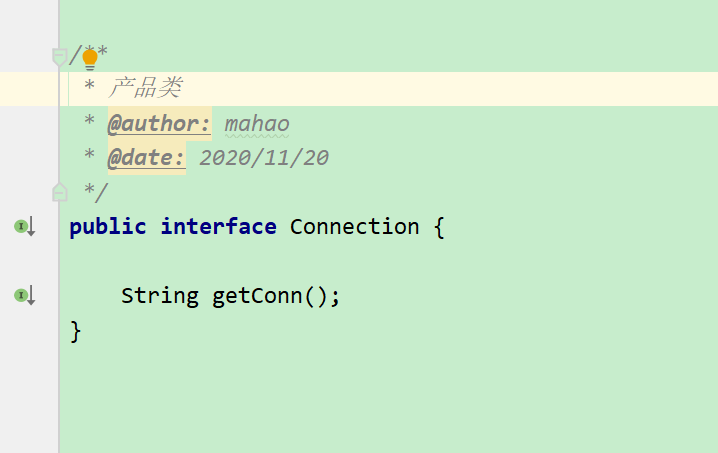 /**
* 产品类
* @author: mahao
* @date: 2020/11/20
*/
public interface Connection {
String getConn();
}